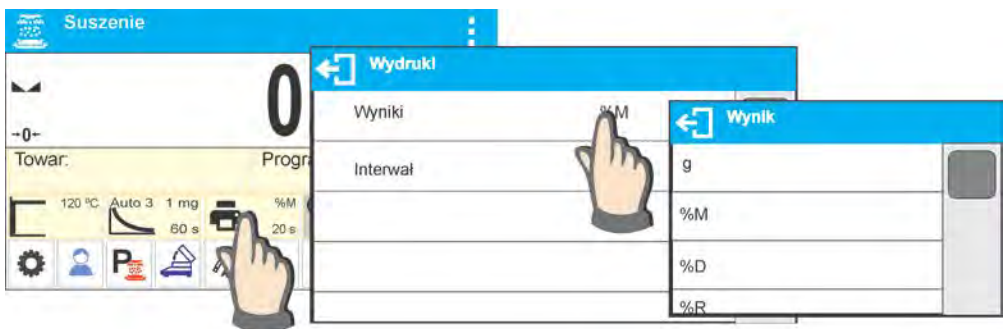 Suszenie
0
→0←
Towar:
Progra
120 ºC Auto 3 1 mg %M
60 s 20 s
P
Wydruki
Wyniki %M
Interwał
Wynik
g
%M
%D
%R